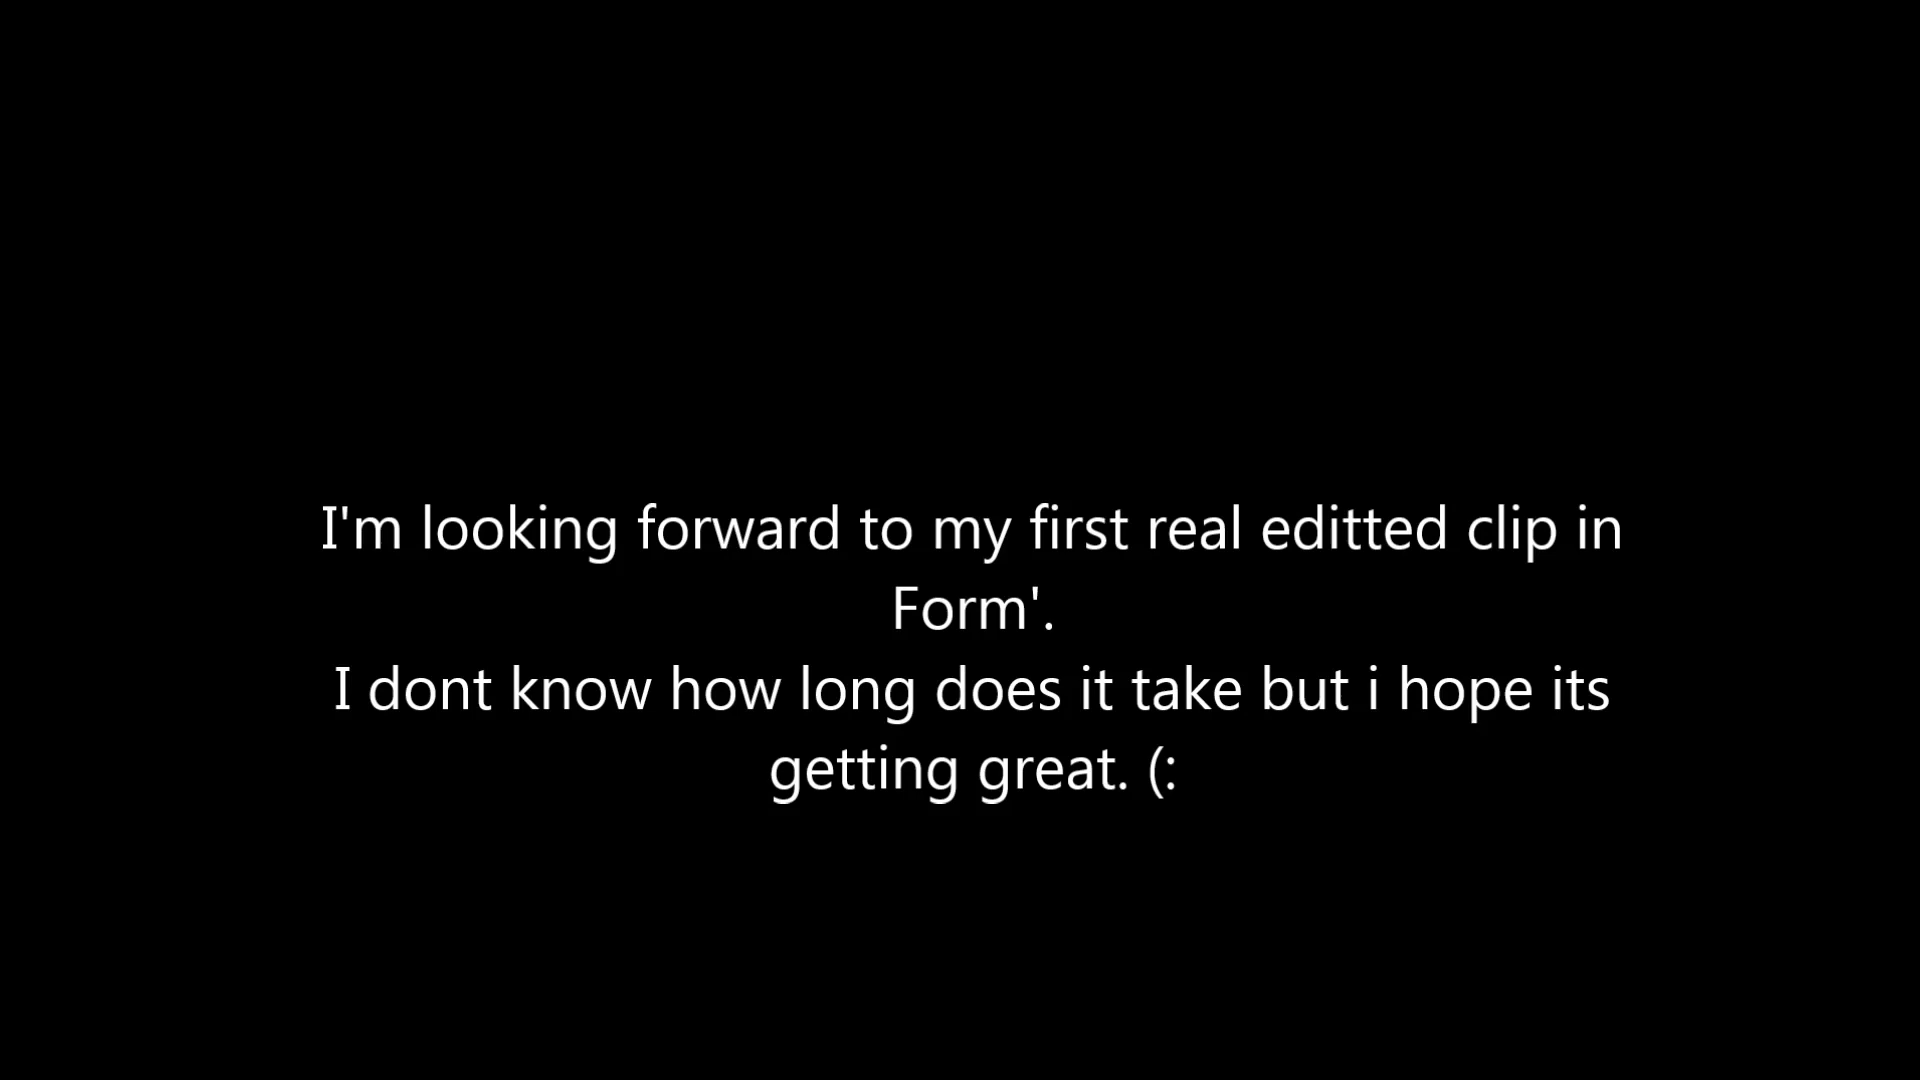 I'm looking forward to my first real editted clip in
Form'.
I dont know how long does it take but i hope its
getting great. (: